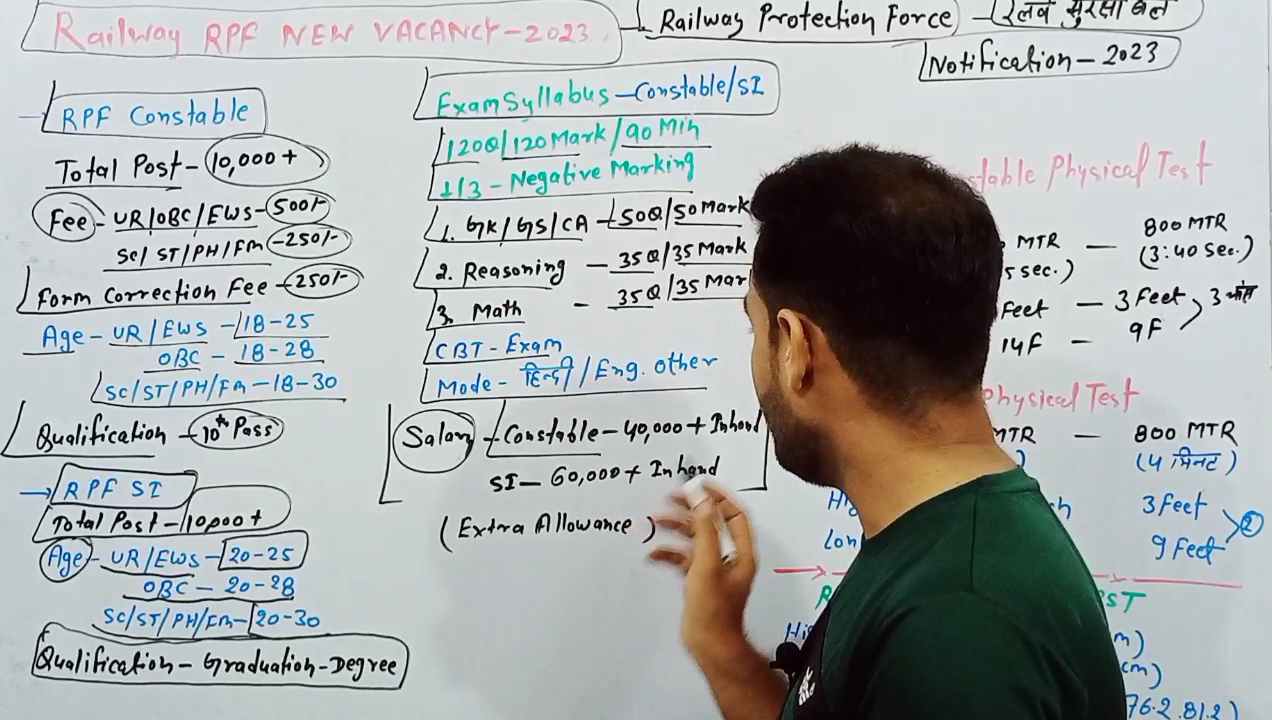 Railway RPF NEW VACANCY-2023
Railway Protection Force - रेलवे सुरक्षा बल
Notification - 2023
RPF Constable
Total Post - 10,000+
Fee - UR/OBC/EWS - 500/-
SC/ST/PH/FM - 250/-
Form Correction Fee - 250/-
Age - UR/EWS - 18-25
OBC - 18-28
SC/ST/PH/Fm - 18-30
Qualification - 10th Pass
RPF SI
Total Post - 10,000+
Age - UR/EWS - 20-25
OBC - 20-28
SC/ST/PH/Fm - 20-30
Qualification - Graduation-Degree
Exam Syllabus - Constable/SI
120Q/120 Mark/90 Min
1/3 - Negative Marking
1. GK/GS/CA - 50Q/50 Mark
2. Reasoning - 35Q/35 Mark
3. Math - 35Q/35 Mar
CBT - Exam
Mode - हिन्दी / Eng. other
Salary - Constable - 40,000 + Inhand
SI - 60,000 + In hand
(Extra Allowance)
stable Physical Test
MTR - 800 MTR
5 sec.) (3:40 Sec.)
Feet - 3 Feet
14F - 9F
3
Physical Test
MTR - 800 MTR
) (4 मिनट)
Hi h 3 Feet
Lon 9 Feet
2
R ST
Hi m)
cm)
76.2.81.2)